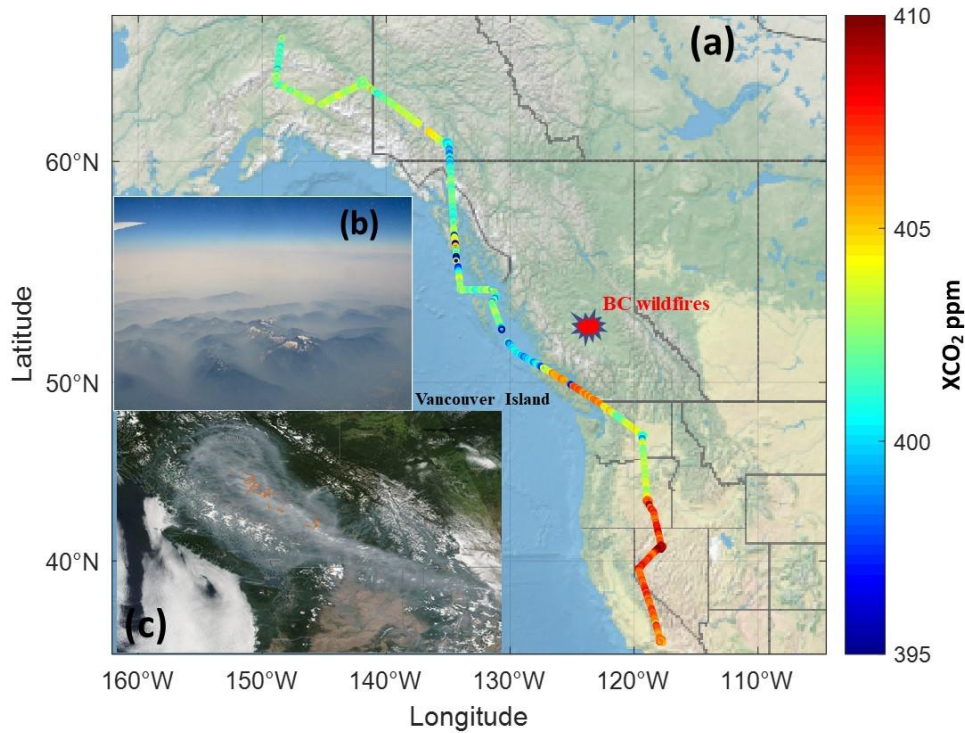 (a)
(b)
(c)
BC wildfires
Vancouver Island
60°N
50°N
40°N
Latitude
160°W 150°W 140°W 130°W 120°W 110°W
Longitude
410
405
400
395
XCO₂ ppm